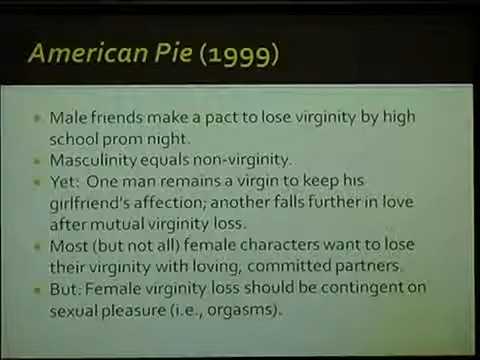 American Pie (1999)
Male friends make a pact to lose virginity by high
school prom night.
Masculinity equals non-virginity.
Yet: One man remains a virgin to keep his
girlfriend's affection; another falls further in love
after mutual virginity loss.
Most (but not all) female characters want to lose
their virginity with loving, committed partners.
But: Female virginity loss should be contingent on
sexual pleasure (i.e., orgasms).